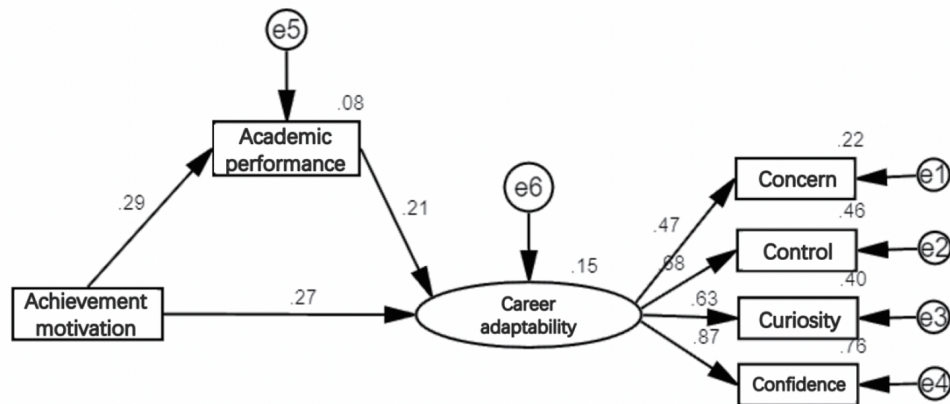 e5
.08
Academic
performance
.22
Concern
e1
.29
e6
.47
.46
.21
Control
e2
.68
.15
.40
Achievement
motivation
.27
Career
adaptability
.63
Curiosity
e3
.87
.76
Confidence
e4